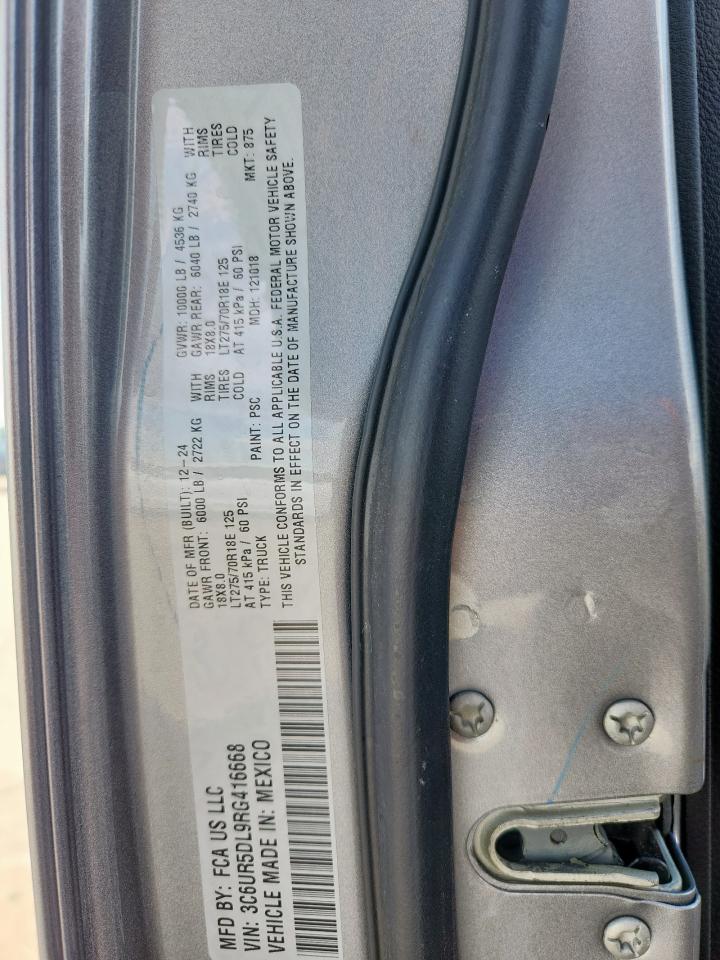 MFD BY: FCA US LLC
VIN: 3C6UR5DL9RG416668
VEHICLE MADE IN: MEXICO
DATE OF MFR (BUILT): 12-24
GAWR FRONT: 6000 LB / 2722 KG WITH
18X8.0 RIMS
LT275/70R18E 125 TIRES
AT 415 kPa / 60 PSI COLD
TYPE: TRUCK PAINT: PSC
GVWR: 10000 LB / 4536 KG
GAWR REAR: 6040 LB / 2740 KG WITH
18X8.0 RIMS
LT275/70R18E 125 TIRES
AT 415 kPa / 60 PSI COLD
MDH: 121018 MKT: 875
THIS VEHICLE CONFORMS TO ALL APPLICABLE U.S.A. FEDERAL MOTOR VEHICLE SAFETY
STANDARDS IN EFFECT ON THE DATE OF MANUFACTURE SHOWN ABOVE.